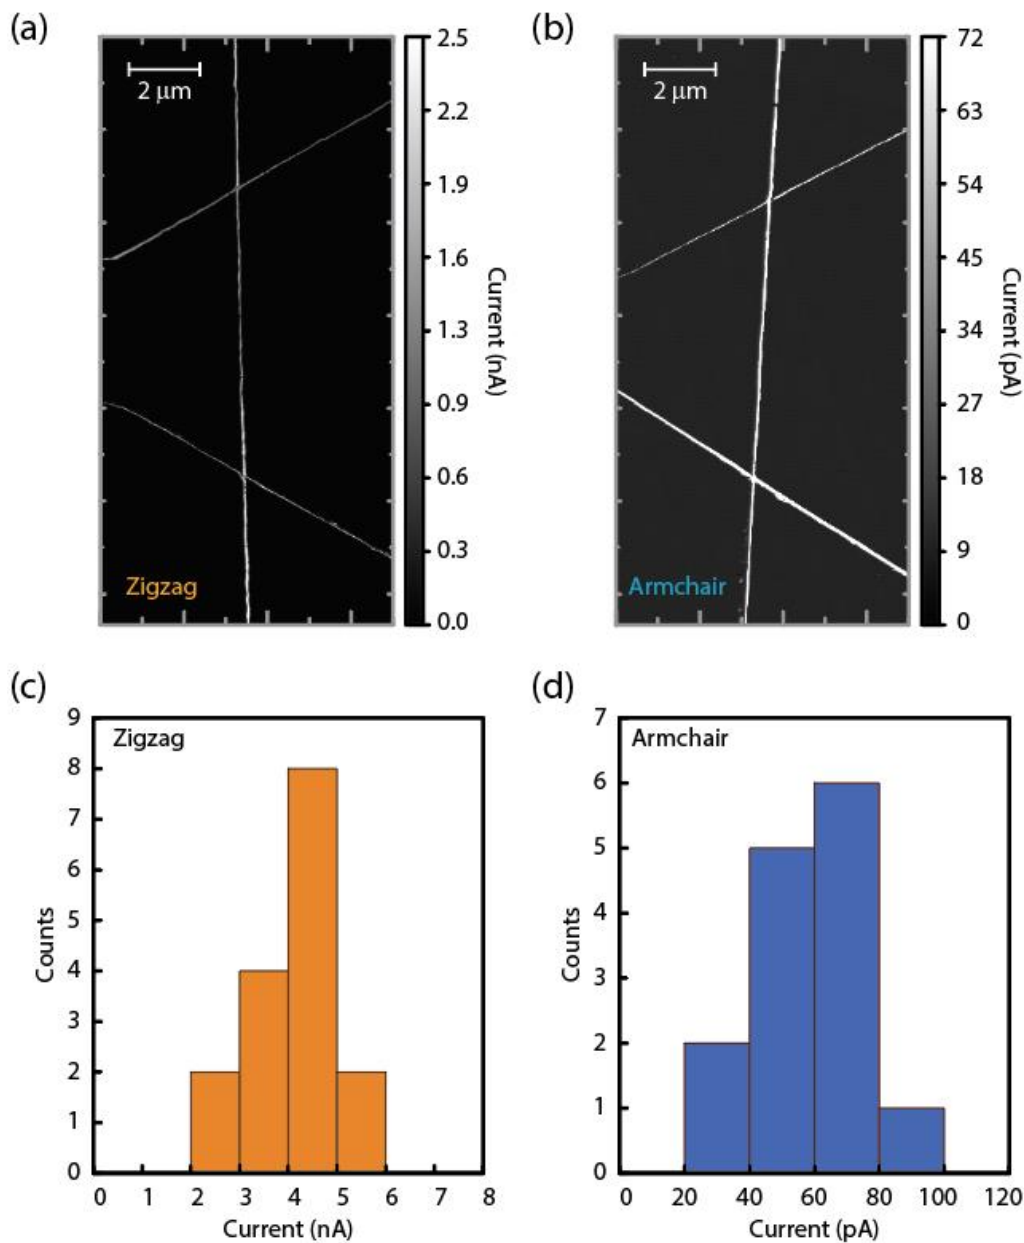 (a)
2 μm
Zigzag
2.5
2.2
1.9
1.6
1.3
0.9
0.6
0.3
0.0
Current (nA)
(b)
2 μm
Armchair
72
63
54
45
34
27
18
9
0
Current (pA)
(c)
Zigzag
9
8
7
6
5
4
3
2
1
0
Counts
0 1 2 3 4 5 6 7 8
Current (nA)
(d)
Armchair
7
6
5
4
3
2
1
0
Counts
0 20 40 60 80 100 120
Current (pA)